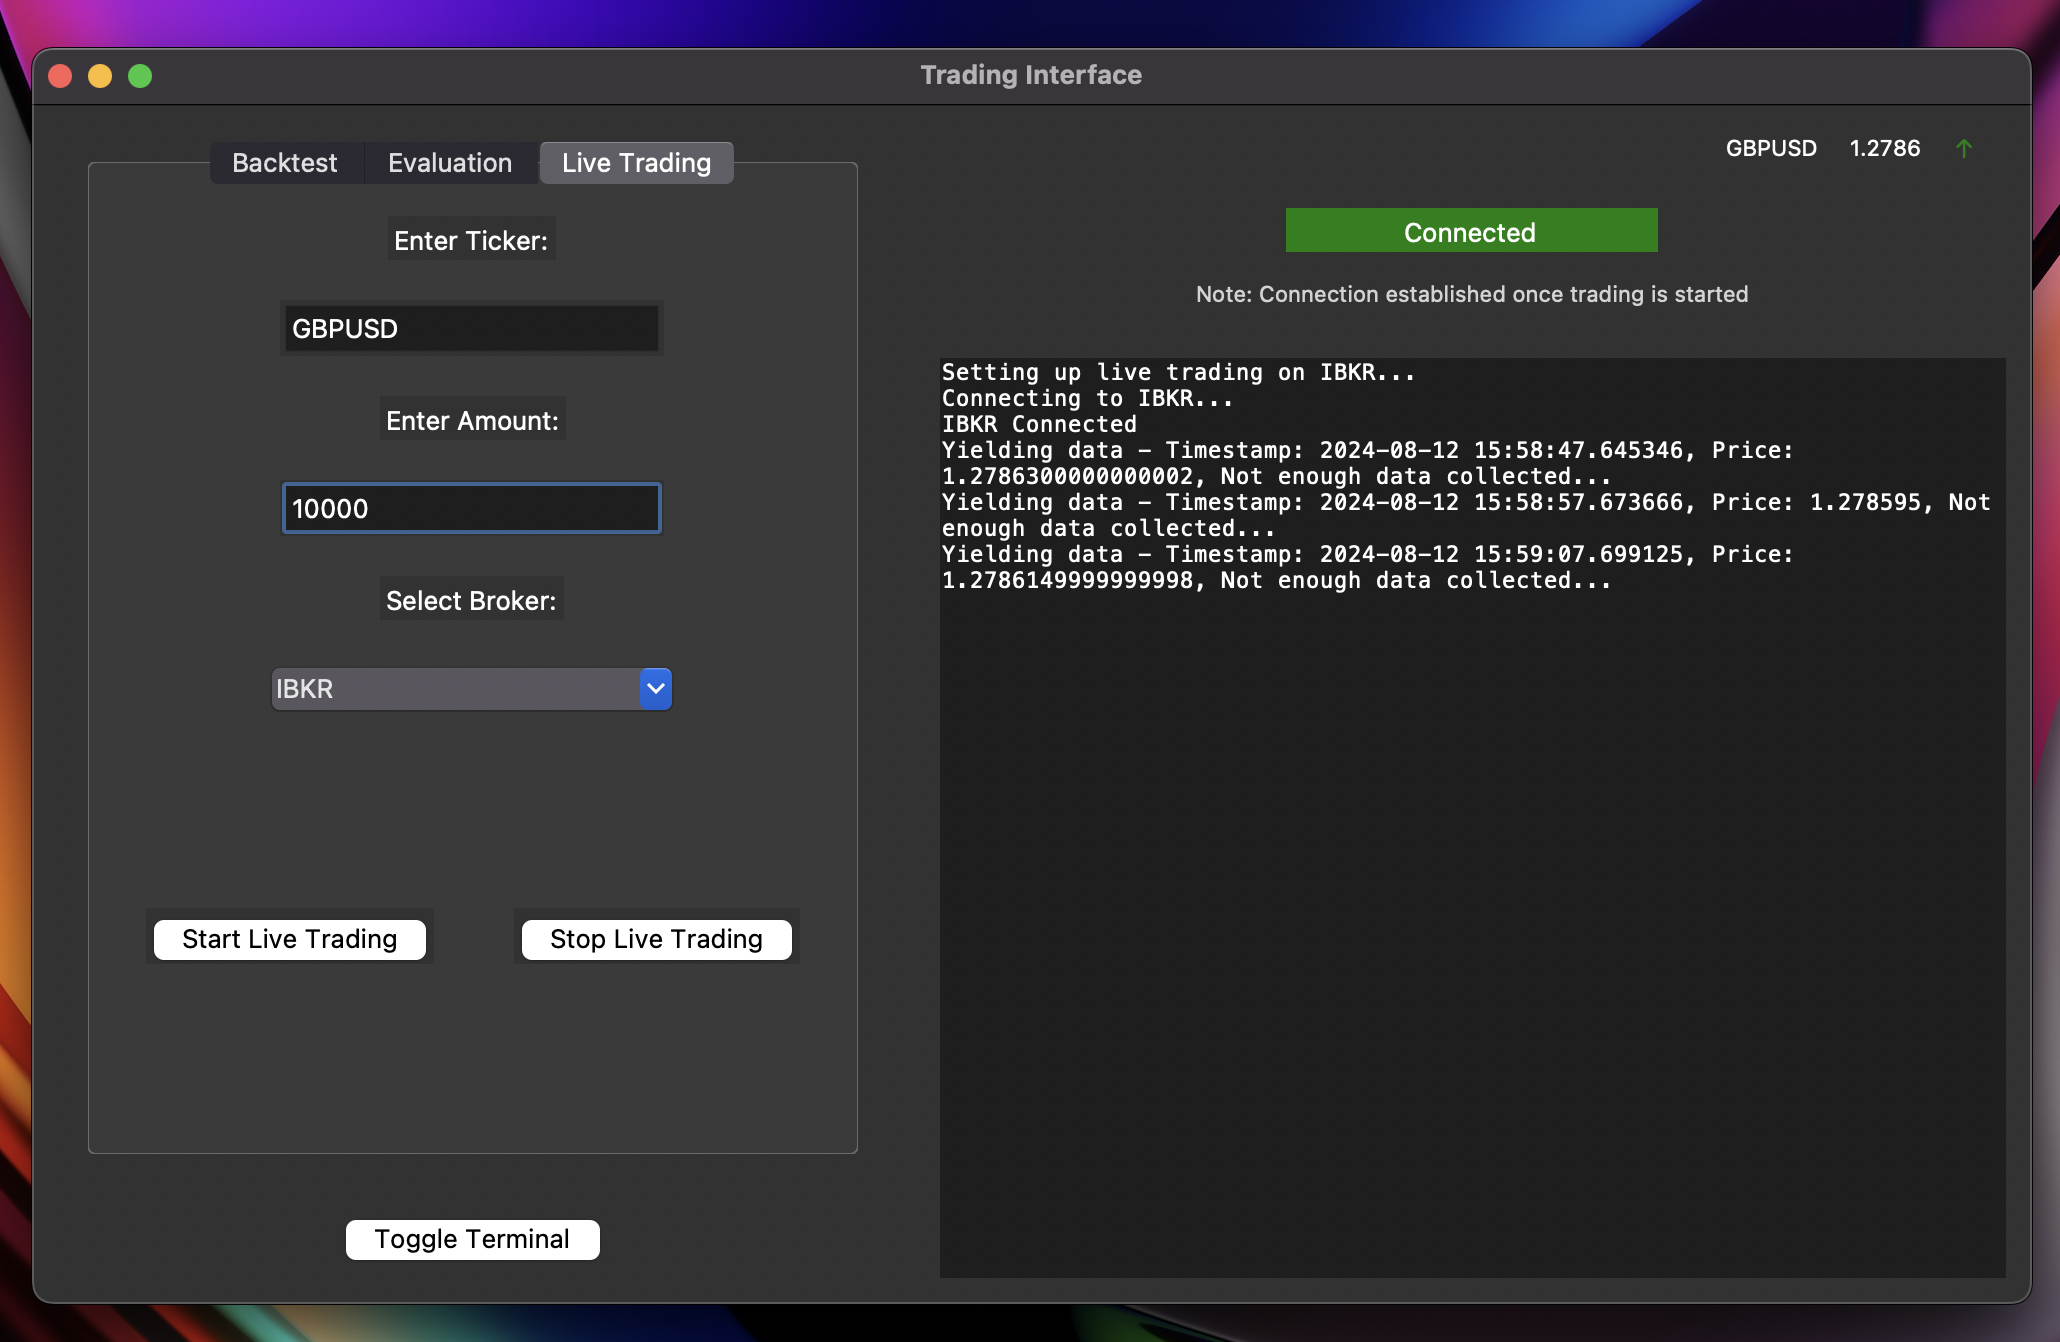 Trading Interface
Backtest Evaluation Live Trading
GBPUSD 1.2786 ↑
Enter Ticker:
GBPUSD
Enter Amount:
10000
Select Broker:
IBKR
Start Live Trading Stop Live Trading
Toggle Terminal
Connected
Note: Connection established once trading is started
Setting up live trading on IBKR...
Connecting to IBKR...
IBKR Connected
Yielding data - Timestamp: 2024-08-12 15:58:47.645346, Price:
1.2786300000000002, Not enough data collected...
Yielding data - Timestamp: 2024-08-12 15:58:57.673666, Price: 1.278595, Not
enough data collected...
Yielding data - Timestamp: 2024-08-12 15:59:07.699125, Price:
1.2786149999999998, Not enough data collected...